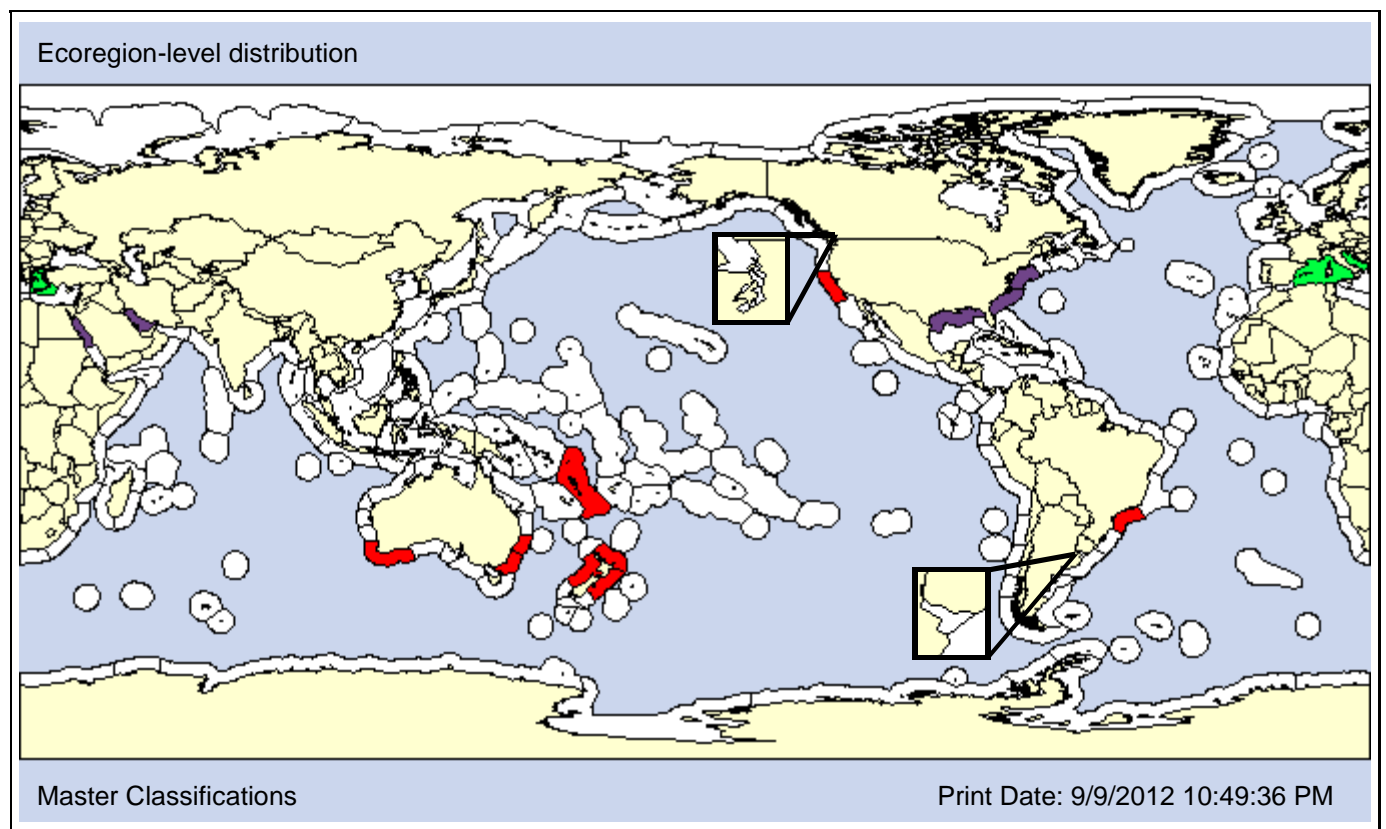 Ecoregion-level distribution
Master Classifications
Print Date: 9/9/2012 10:49:36 PM